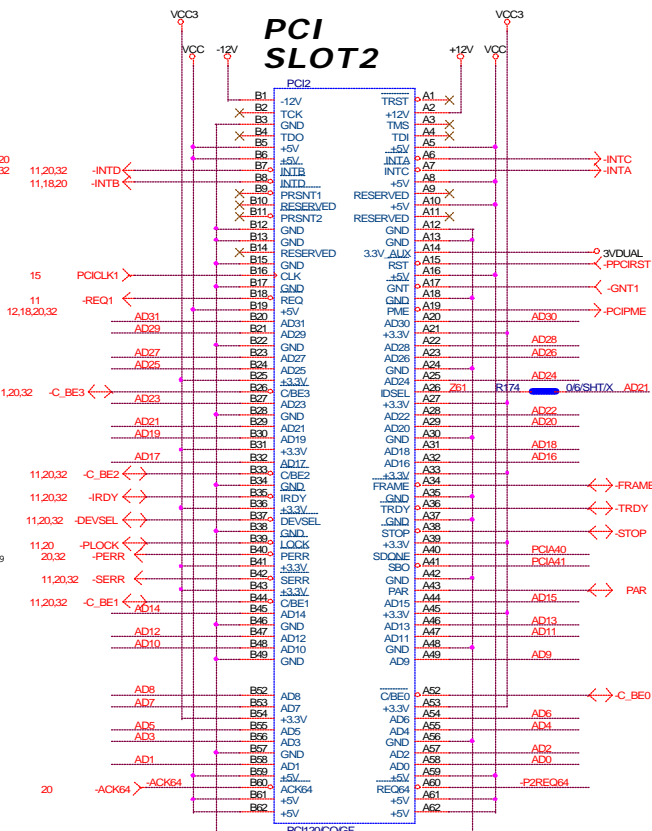 VCC3
VCC3
PCI
SLOT2
VCC
-12V
+12V
VCC
PCI2
B1 -12V TRST A1
B2 TCK +12V A2
B3 GND TMS A3
B4 TDO TDI A4
B5 +5V +5V A5
20 B6 +5V INTA A6 -INTC
32 11,20,32 -INTD B7 INTB INTC A7 -INTA
11,18,20 -INTB B8 INTD +5V A8
B9 PRSNT1 RESERVED A9
B10 RESERVED +5V A10
B11 PRSNT2 RESERVED A11
B12 GND GND A12
B13 GND GND A13
B14 RESERVED 3.3V_AUX A14 3VDUAL
B15 GND RST A15 -PPCIRST
15 PCICLK1 B16 CLK +5V A16
B17 GND GNT A17 -GNT1
11 -REQ1 B18 REQ GND A18
12,18,20,32 B19 +5V PME A19 -PCIPME
AD31 B20 AD31 AD30 A20 AD30
AD29 B21 AD29 +3.3V A21
B22 GND AD28 A22 AD28
AD27 B23 AD27 AD26 A23 AD26
AD25 B24 AD25 GND A24
B25 +3.3V AD24 A25 AD24
1,20,32 -C_BE3 B26 C/BE3 IDSEL A26 Z61 R174 0/6/SHT/X AD21
AD23 B27 AD23 +3.3V A27
B28 GND AD22 A28 AD22
AD21 B29 AD21 AD20 A29 AD20
AD19 B30 AD19 GND A30
B31 +3.3V AD18 A31 AD18
AD17 B32 AD17 AD16 A32 AD16
11,20,32 -C_BE2 B33 C/BE2 +3.3V A33
B34 GND FRAME A34 -FRAME
11,20,32 -IRDY B35 IRDY GND A35
B36 +3.3V TRDY A36 -TRDY
11,20,32 -DEVSEL B37 DEVSEL GND A37
B38 GND STOP A38 -STOP
11,20 -PLOCK B39 LOCK +3.3V A39
9 20,32 -PERR B40 PERR SDONE A40 PCIA40
B41 +3.3V SBO A41 PCIA41
11,20,32 -SERR B42 SERR GND A42
B43 +3.3V PAR A43 PAR
11,20,32 -C_BE1 B44 C/BE1 AD15 A44 AD15
AD14 B45 AD14 +3.3V A45
B46 GND AD13 A46 AD13
AD12 B47 AD12 AD11 A47 AD11
AD10 B48 AD10 GND A48
B49 GND AD9 A49 AD9
AD8 B52 AD8 C/BE0 A52 -C_BE0
AD7 B53 AD7 +3.3V A53
B54 +3.3V AD6 A54 AD6
AD5 B55 AD5 AD4 A55 AD4
AD3 B56 AD3 GND A56
B57 GND AD2 A57 AD2
AD1 B58 AD1 AD0 A58 AD0
B59 +5V +5V A59
20 -ACK64 -ACK64 B60 ACK64 REQ64 A60 -P2REQ64
B61 +5V +5V A61
B62 +5V +5V A62